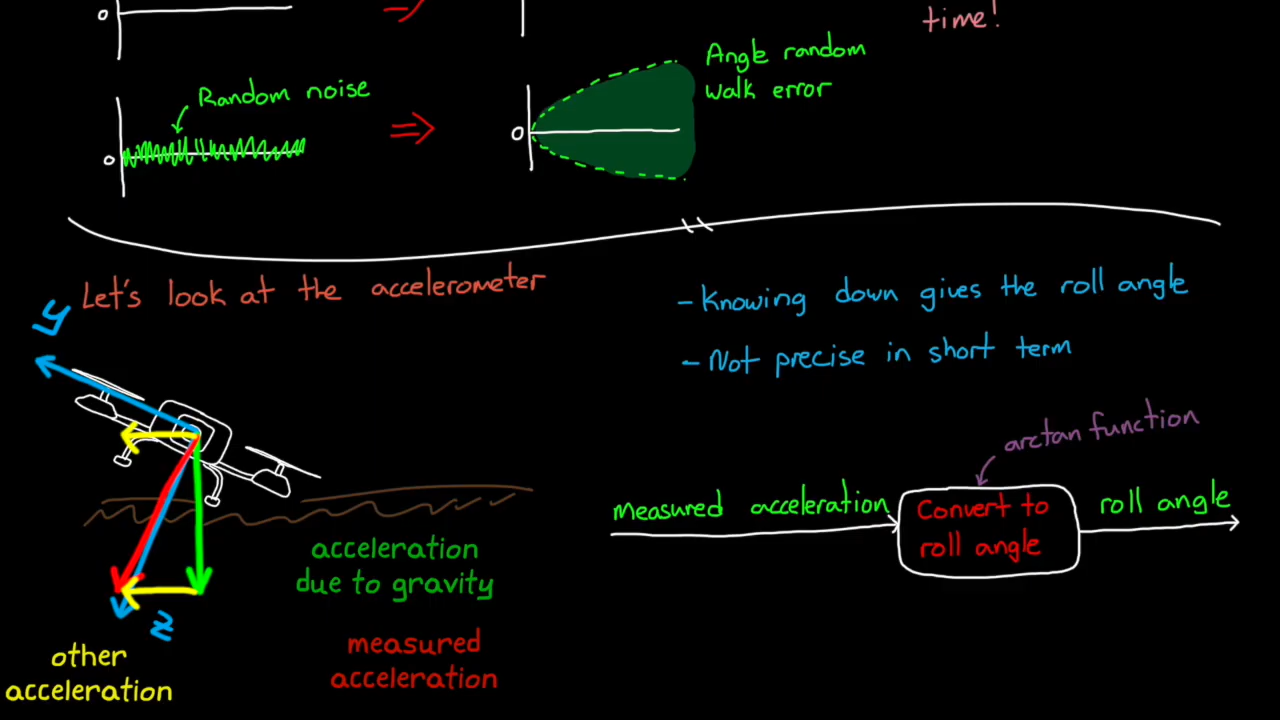 0
time!
Random noise
0
Angle random
walk error
0
Let's look at the accelerometer
y
z
acceleration
due to gravity
measured
acceleration
other
acceleration
- Knowing down gives the roll angle
- Not precise in short term
arctan function
measured acceleration
Convert to
roll angle
roll angle